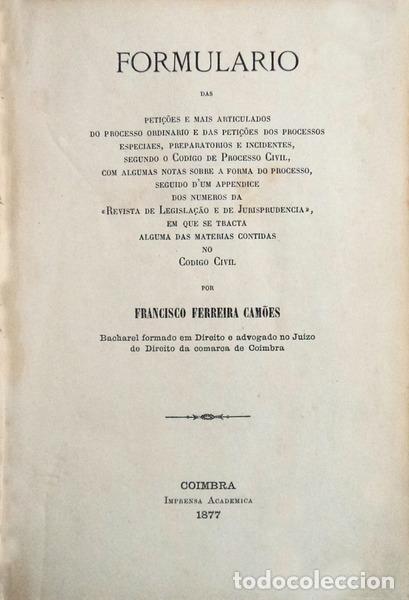 FORMULARIO
DAS
PETIÇÕES E MAIS ARTICULADOS
DO PROCESSO ORDINARIO E DAS PETIÇÕES DOS PROCESSOS
ESPECIAES, PREPARATORIOS E INCIDENTES,
SEGUNDO O CODIGO DE PROCESSO CIVIL,
COM ALGUMAS NOTAS SOBRE A FORMA DO PROCESSO,
SEGUIDO D'UM APPENDICE
DOS NUMEROS DA
«REVISTA DE LEGISLAÇÃO E DE JURISPRUDENCIA»,
EM QUE SE TRACTA
ALGUMA DAS MATERIAS CONTIDAS
NO
CODIGO CIVIL
POR
FRANCISCO FERREIRA CAMÕES
Bacharel formado em Direito e advogado no Juizo
de Direito da comarca de Coimbra
COIMBRA
IMPRENSA ACADEMICA
1877
todocoleccion